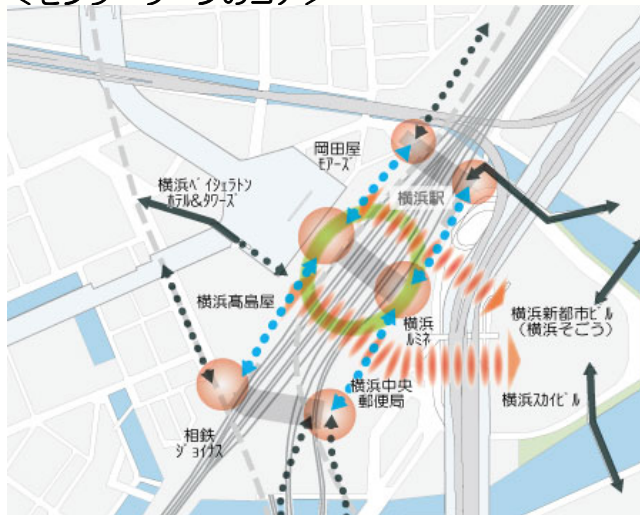 岡田屋
ﾓｱｰｽﾞ
横浜駅
横浜ﾍﾞｲｼｪﾗﾄﾝ
ﾎﾃﾙ&ﾀﾜｰｽﾞ
横浜高島屋
横浜
ﾙﾐﾈ
横浜新都市ﾋﾞﾙ
（横浜そごう）
横浜中央
郵便局
横浜ｽｶｲﾋﾞﾙ
相鉄
ｼﾞｮｲﾅｽ